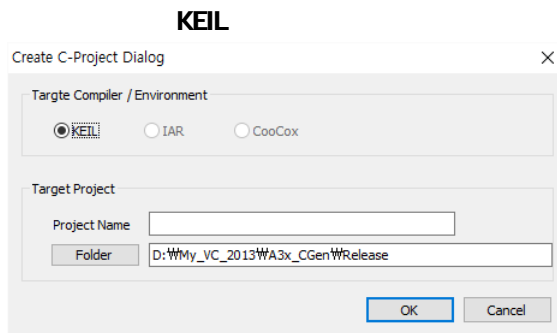 KEIL
Create C-Project Dialog
Targte Compiler / Environment
KEIL IAR CooCox
Target Project
Project Name
Folder D:₩My_VC_2013₩A3x_CGen₩Release
OK Cancel